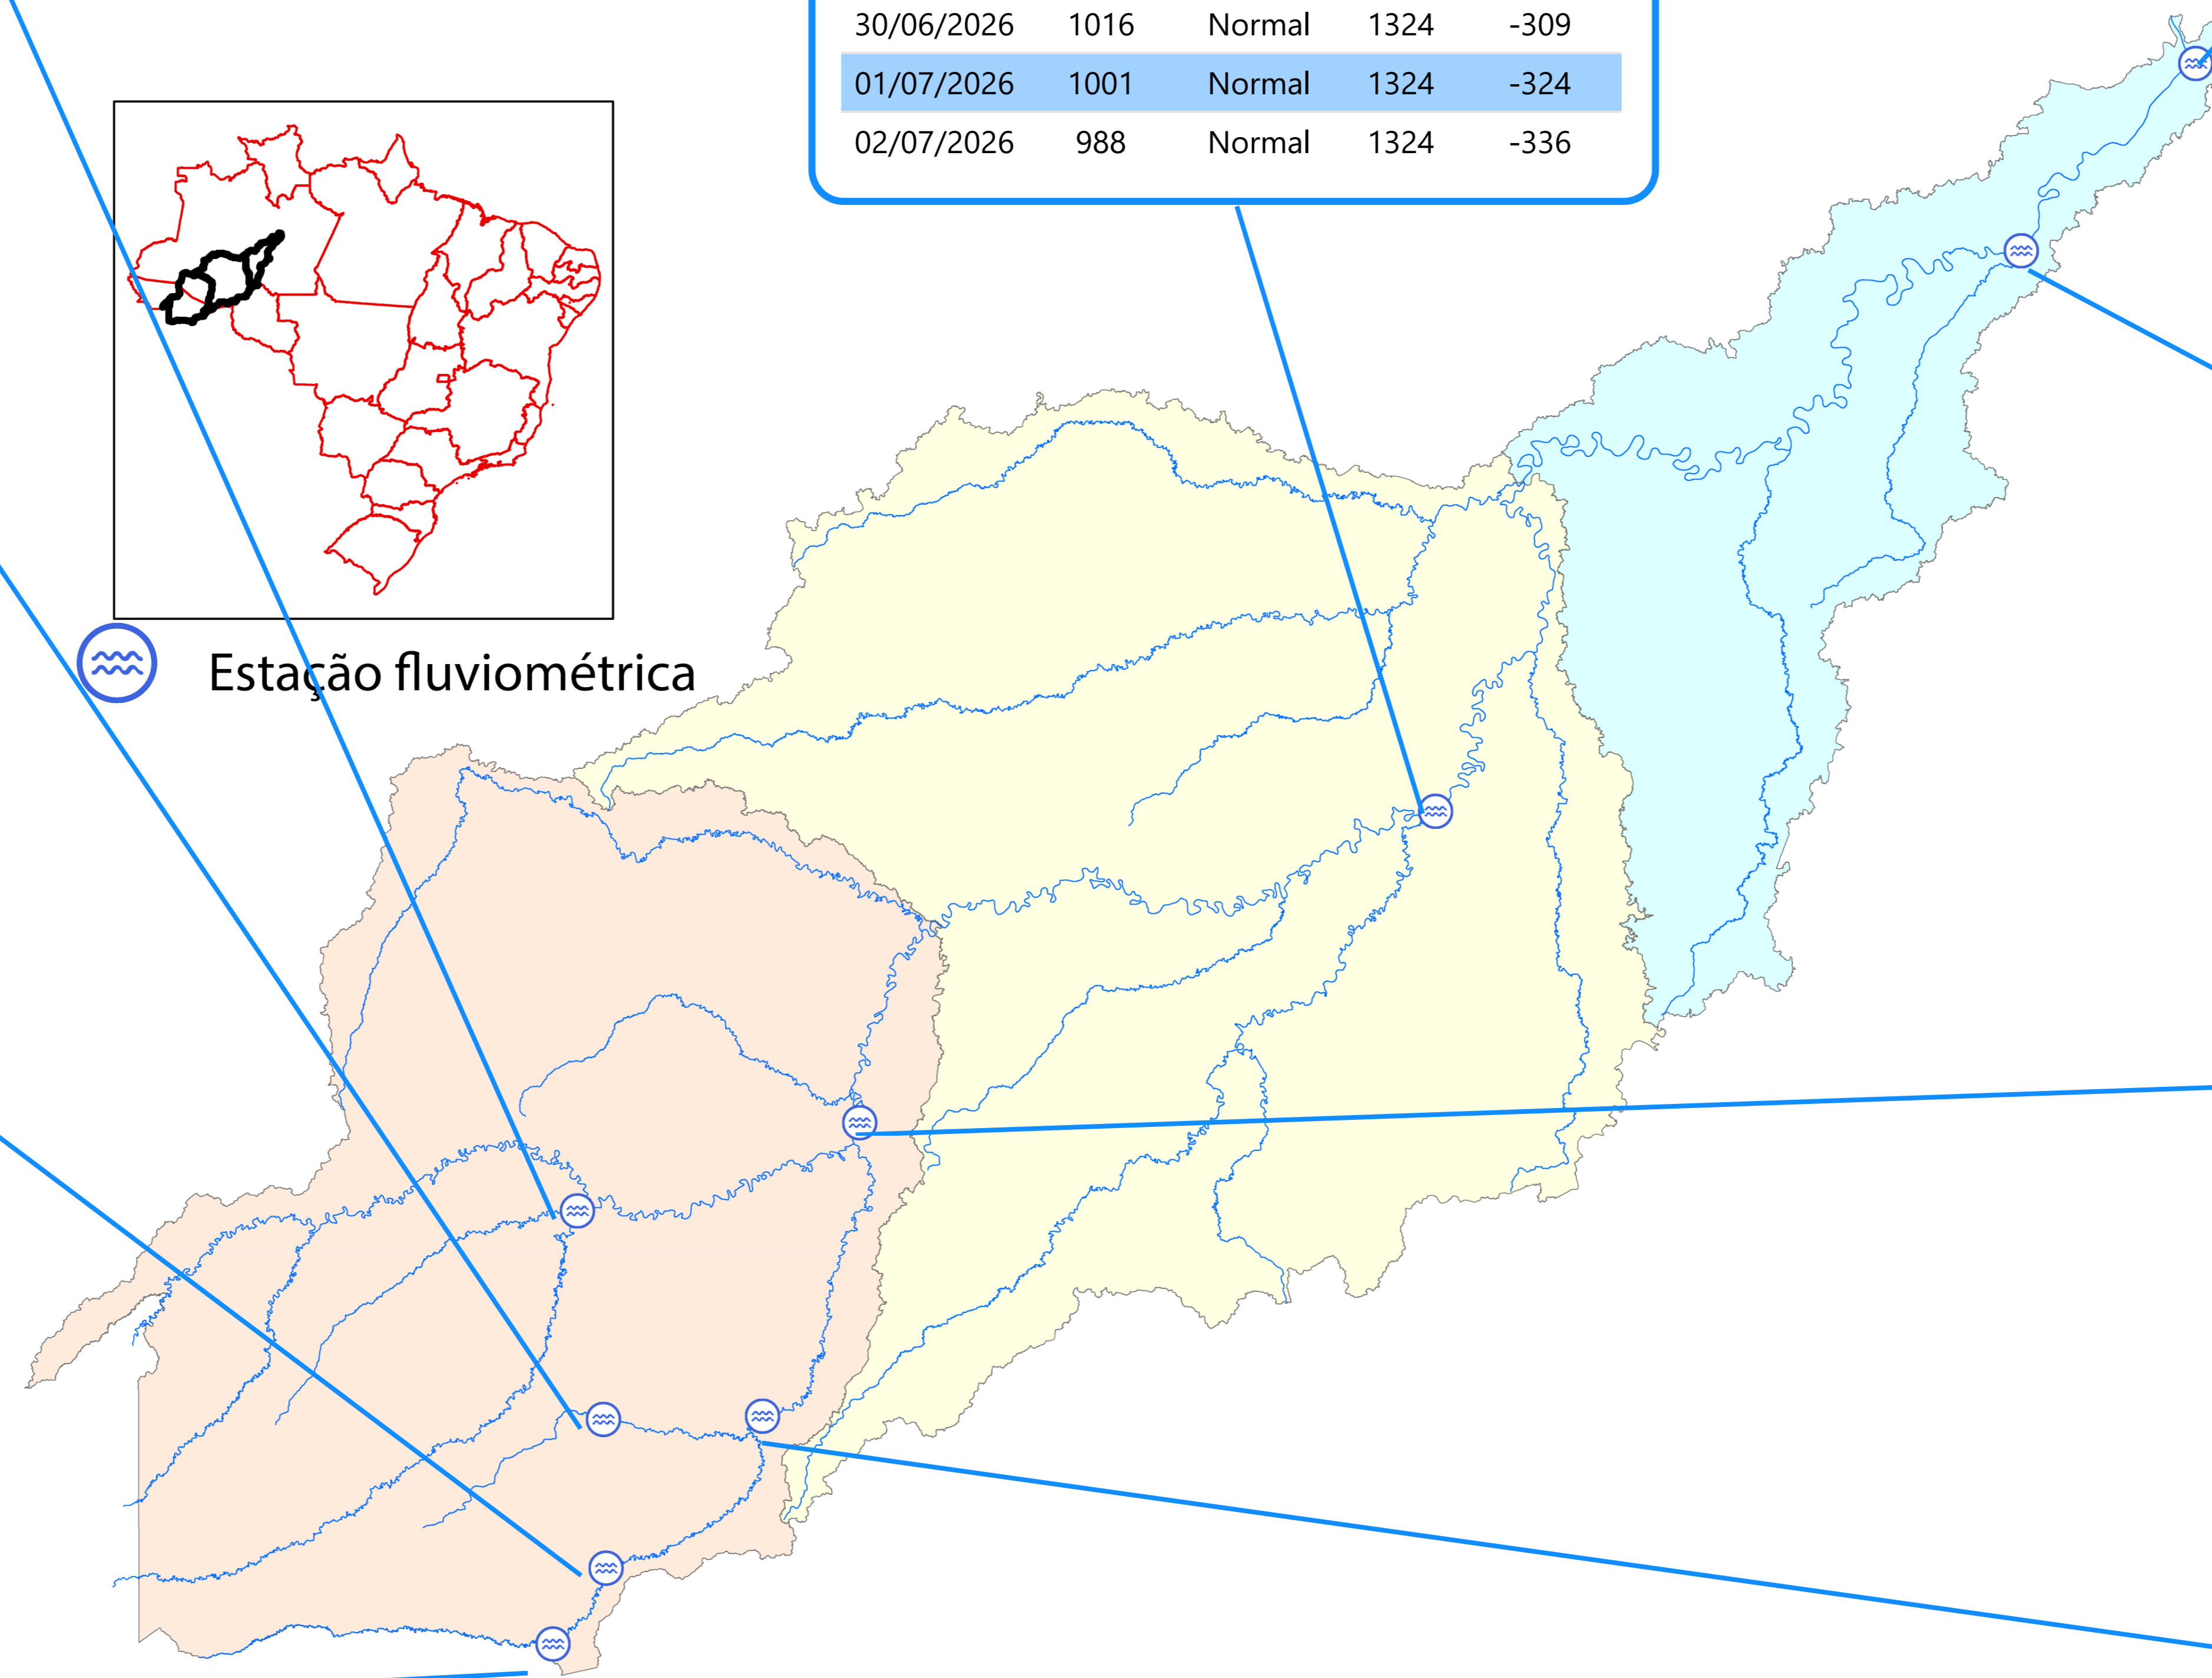 30/06/2026 1016 Normal 1324 -309
01/07/2026 1001 Normal 1324 -324
02/07/2026 988 Normal 1324 -336
Estação fluviométrica